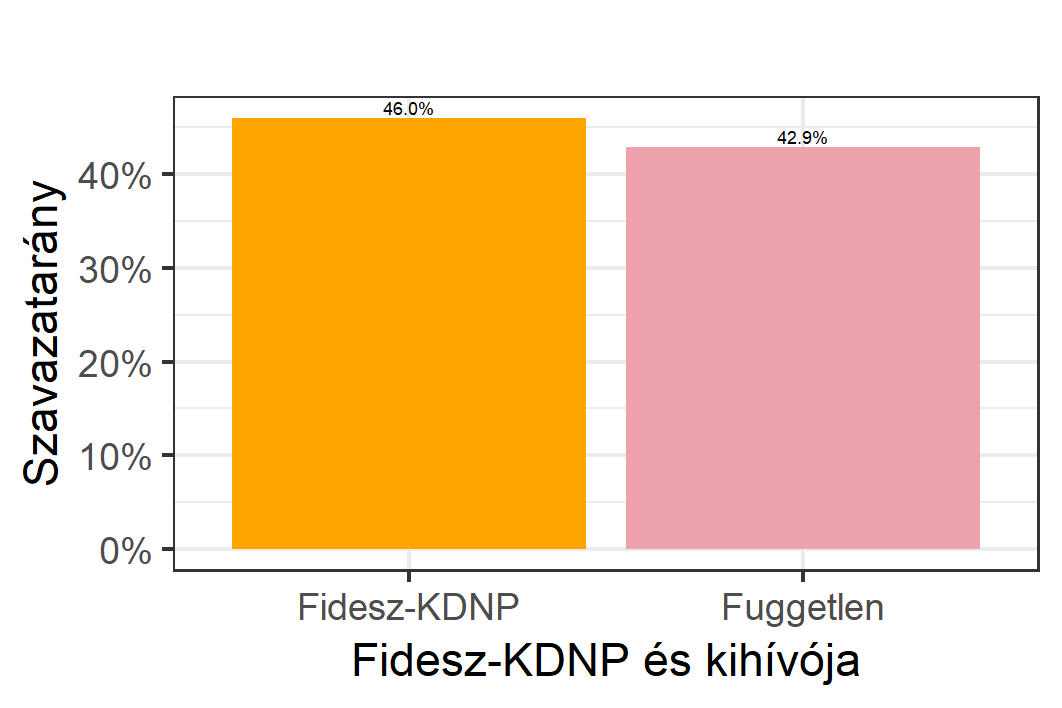 46.0%
42.9%
Szavazatarány
40%
30%
20%
10%
0%
Fidesz-KDNP
Fuggetlen
Fidesz-KDNP és kihívója